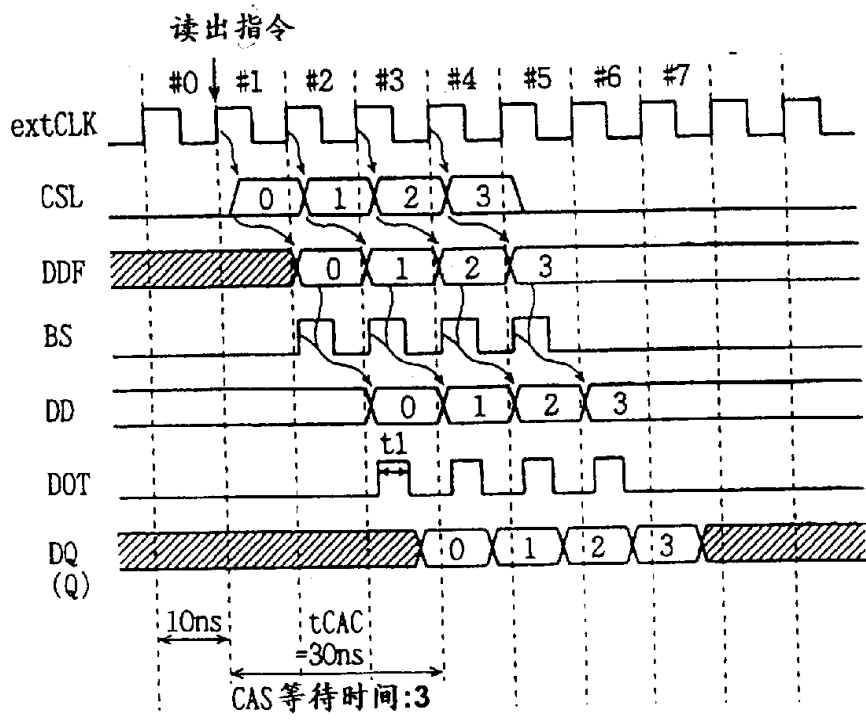 读出指令
#0 #1 #2 #3 #4 #5 #6 #7
extCLK
CSL 0 1 2 3
DDF 0 1 2 3
BS
DD 0 1 2 3
t1
DOT
DQ 0 1 2 3
(Q)
10ns tCAC
=30ns
CAS等待时间:3